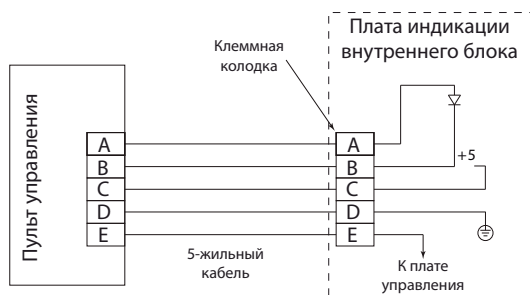 Плата индикации
внутреннего блока
Клеммная
колодка
Пульт управления
A
B
C
D
E
A
B
C
D
E
+5
5-жильный
кабель
К плате
управления